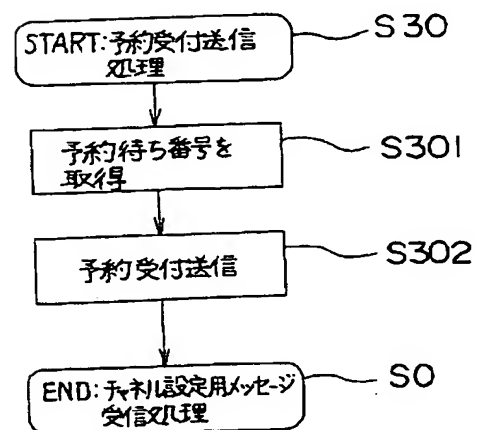 START:予約受付送信
処理
S30
予約待ち番号を
取得
S301
予約受付送信
S302
END:チャネル設定用メッセージ
受信処理
S0